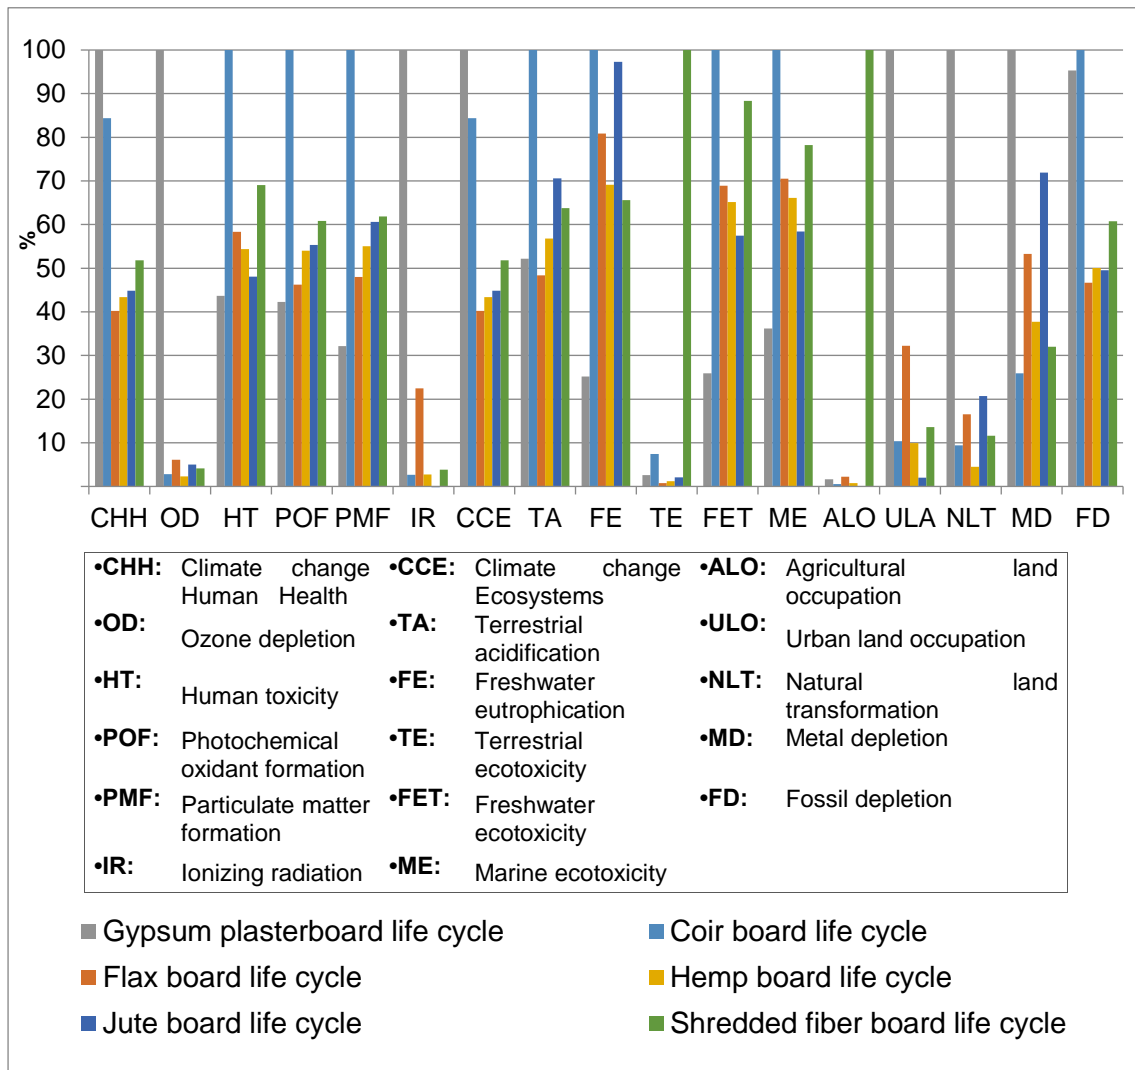 100
90
80
70
60
50
40
30
20
10
%
CHH OD HT POF PMF IR CCE TA FE TE FET ME ALO ULA NLT MD FD
•CHH: Climate change Human Health
•OD: Ozone depletion
•HT: Human toxicity
•POF: Photochemical oxidant formation
•PMF: Particulate matter formation
•IR: Ionizing radiation
•CCE: Climate change Ecosystems
•TA: Terrestrial acidification
•FE: Freshwater eutrophication
•TE: Terrestrial ecotoxicity
•FET: Freshwater ecotoxicity
•ME: Marine ecotoxicity
•ALO: Agricultural land occupation
•ULO: Urban land occupation
•NLT: Natural land transformation
•MD: Metal depletion
•FD: Fossil depletion
Gypsum plasterboard life cycle
Coir board life cycle
Flax board life cycle
Hemp board life cycle
Jute board life cycle
Shredded fiber board life cycle